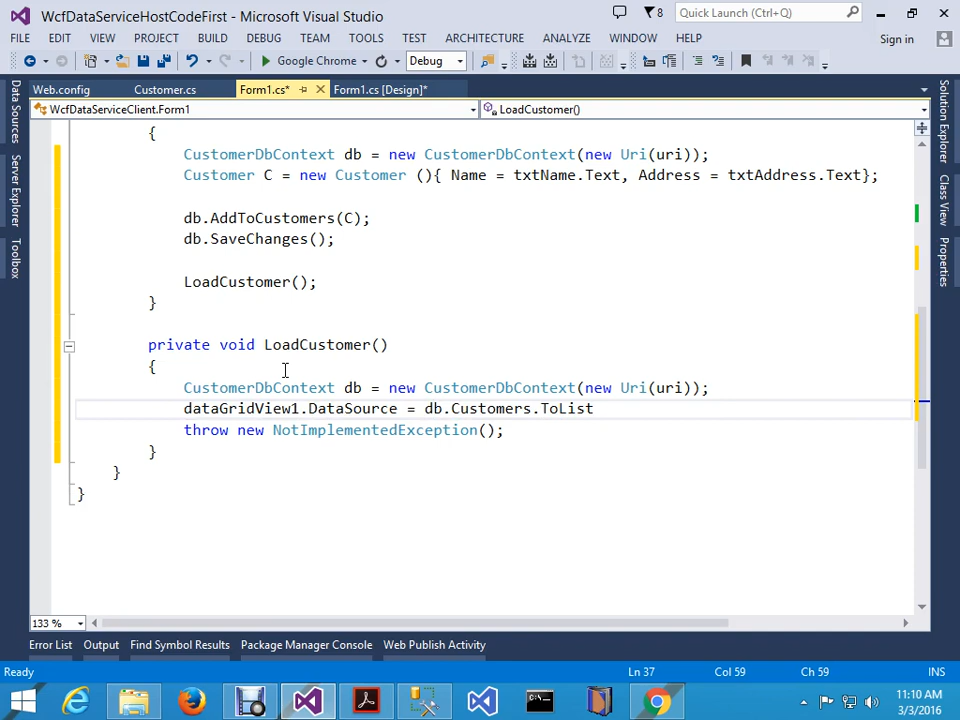 WcfDataServiceHostCodeFirst - Microsoft Visual Studio
8
Quick Launch (Ctrl+Q)
FILE EDIT VIEW PROJECT BUILD DEBUG TEAM TOOLS TEST ARCHITECTURE ANALYZE WINDOW HELP
Sign in
Google Chrome
Debug
Web.config Customer.cs Form1.cs* Form1.cs [Design]*
WcfDataServiceClient.Form1
LoadCustomer()
Data Sources
Server Explorer
Toolbox
Solution Explorer
Class View
Properties
{
CustomerDbContext db = new CustomerDbContext(new Uri(uri));
Customer C = new Customer (){ Name = txtName.Text, Address = txtAddress.Text};
db.AddToCustomers(C);
db.SaveChanges();
LoadCustomer();
}
private void LoadCustomer()
{
CustomerDbContext db = new CustomerDbContext(new Uri(uri));
dataGridView1.DataSource = db.Customers.ToList
throw new NotImplementedException();
}
}
}
133 %
Error List Output Find Symbol Results Package Manager Console Web Publish Activity
Ready
Ln 37
Col 59
Ch 59
INS
11:10 AM
3/3/2016